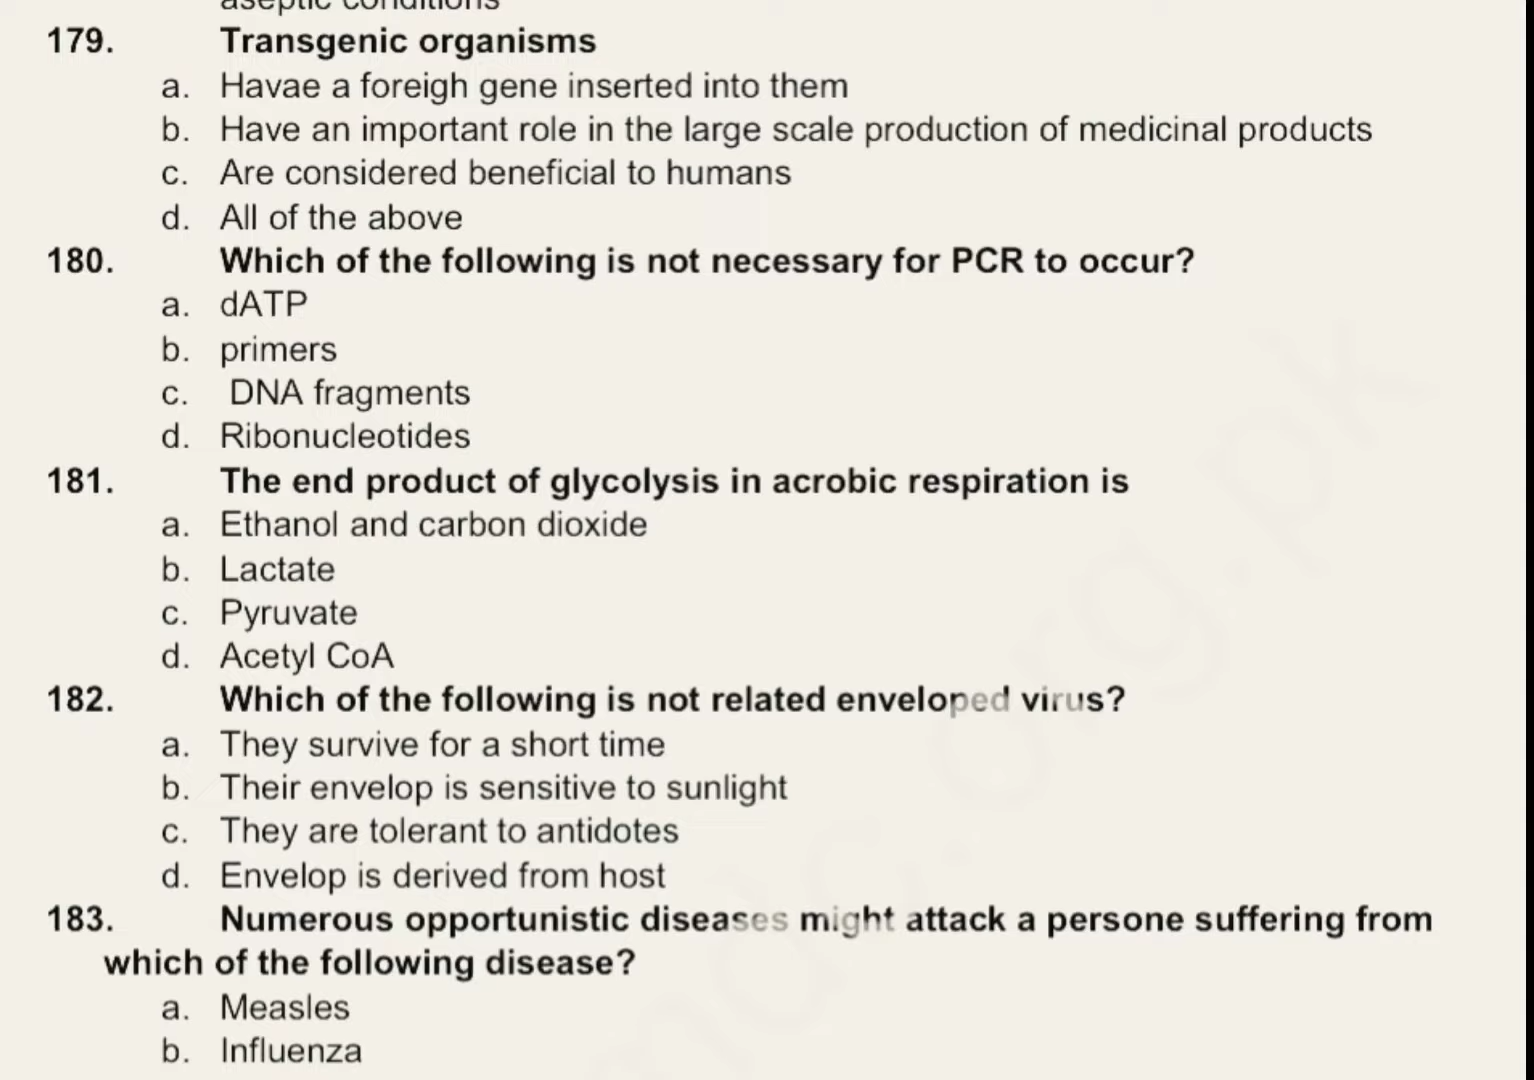 aseptic conditions
179. Transgenic organisms
a. Havae a foreigh gene inserted into them
b. Have an important role in the large scale production of medicinal products
c. Are considered beneficial to humans
d. All of the above
180. Which of the following is not necessary for PCR to occur?
a. dATP
b. primers
c. DNA fragments
d. Ribonucleotides
181. The end product of glycolysis in acrobic respiration is
a. Ethanol and carbon dioxide
b. Lactate
c. Pyruvate
d. Acetyl CoA
182. Which of the following is not related enveloped virus?
a. They survive for a short time
b. Their envelop is sensitive to sunlight
c. They are tolerant to antidotes
d. Envelop is derived from host
183. Numerous opportunistic diseases might attack a persone suffering from
which of the following disease?
a. Measles
b. Influenza